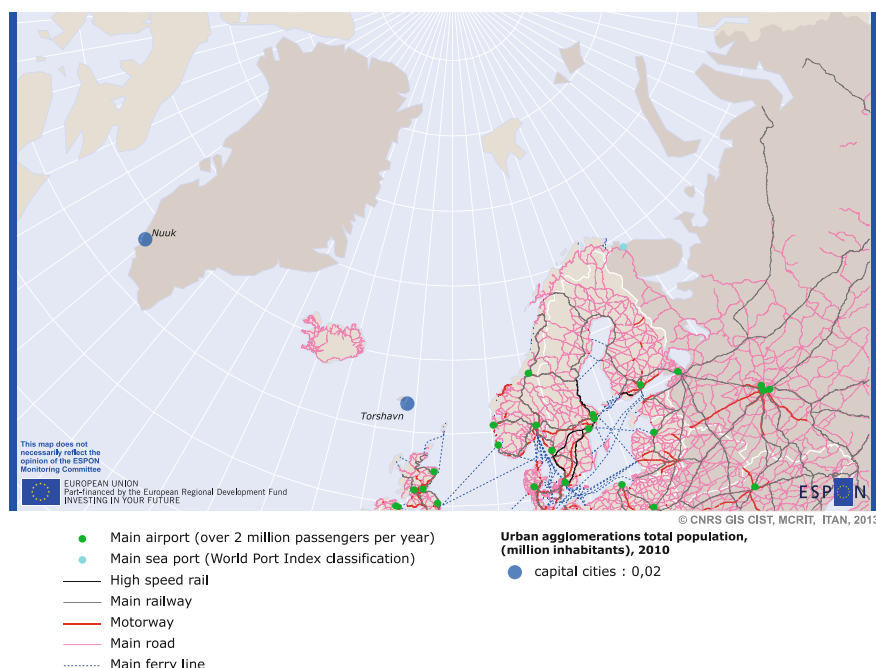 Nuuk
Torshavn
This map does not
necessarily reflect the
opinion of the ESPON
Monitoring Committee
EUROPEAN UNION
Part-financed by the European Regional Development Fund
INVESTING IN YOUR FUTURE
ESPON
© CNRS GIS CIST, MCRIT, ITAN, 2013
Main airport (over 2 million passengers per year)
Main sea port (World Port Index classification)
High speed rail
Main railway
Motorway
Main road
Main ferry line
Urban agglomerations total population,
(million inhabitants), 2010
capital cities : 0,02